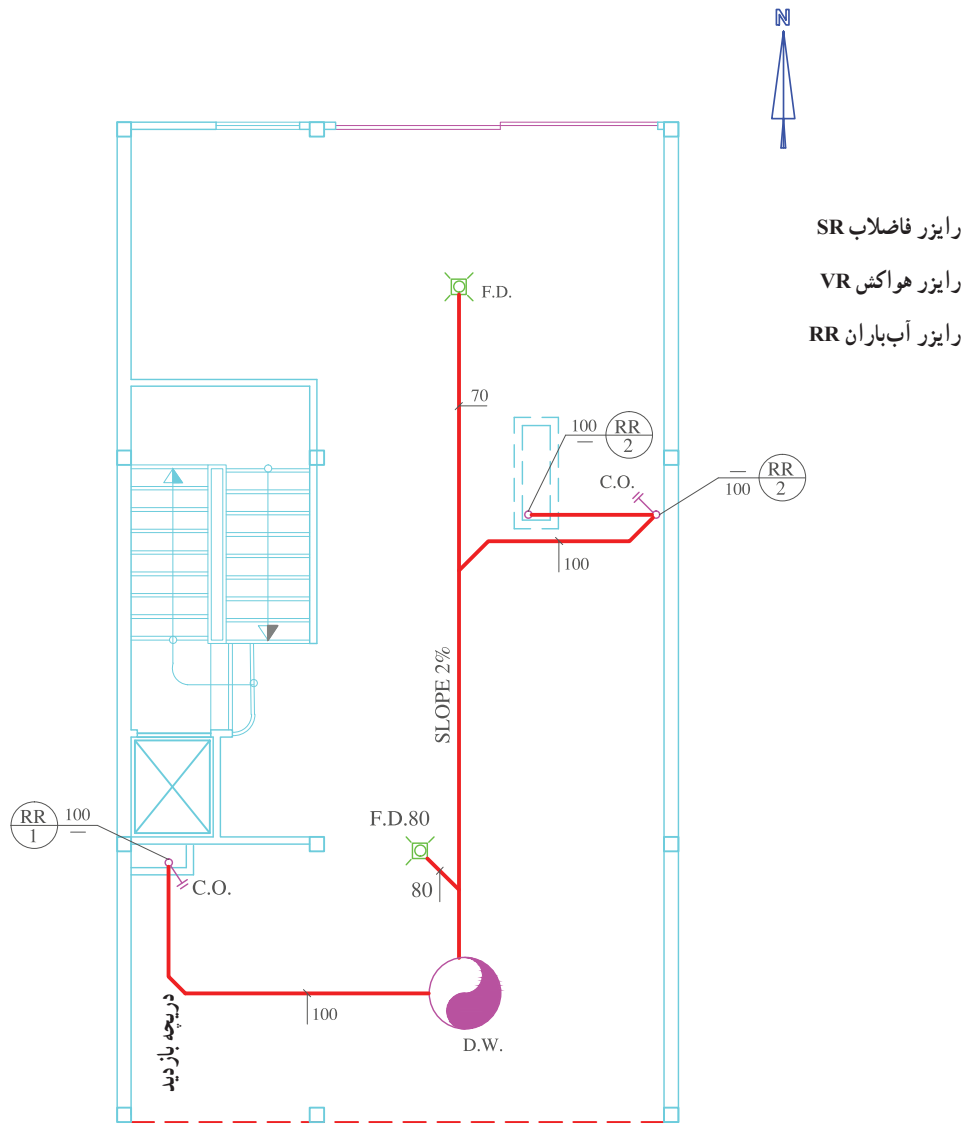 N
رایزر فاضلاب SR
رایزر هواکش VR
رایزر آب‌باران RR
F.D.
70
100
RR
2
C.O.
100
RR
2
100
SLOPE 2%
RR
1
100
F.D.80
80
C.O.
دریچه بازدید
100
D.W.